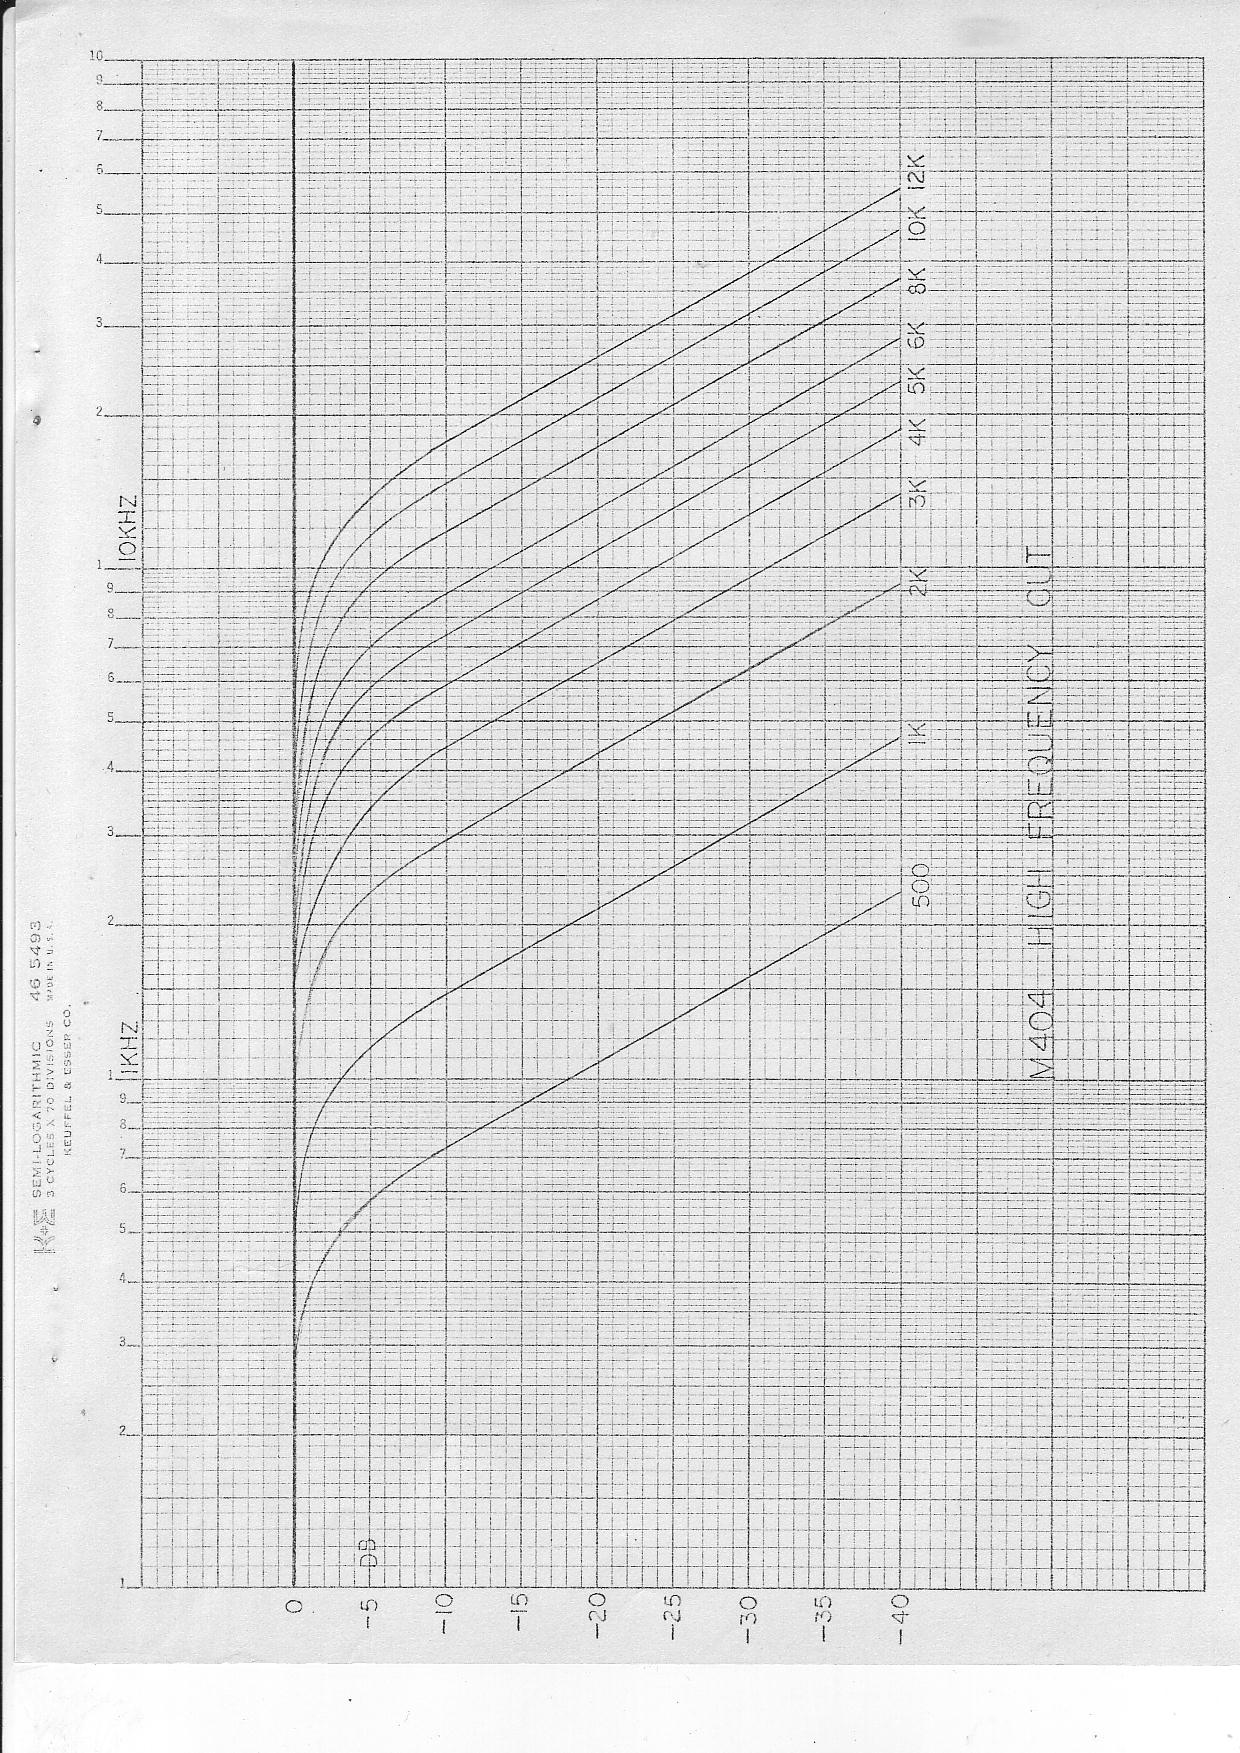 K+E SEMI-LOGARITHMIC 46 5493
3 CYCLES X 70 DIVISIONS MADE IN U.S.A.
KEUFFEL & ESSER CO.
1 2 3 4 5 6 7 8 9 1 2 3 4 5 6 7 8 9 1 2 3 4 5 6 7 8 9 10
1KHZ 10KHZ
0
DB
-5
-10
-15
-20
-25
-30
-35
-40
500 1K 2K 3K 4K 5K 6K 8K 10K 12K
M404 HIGH FREQUENCY CUT